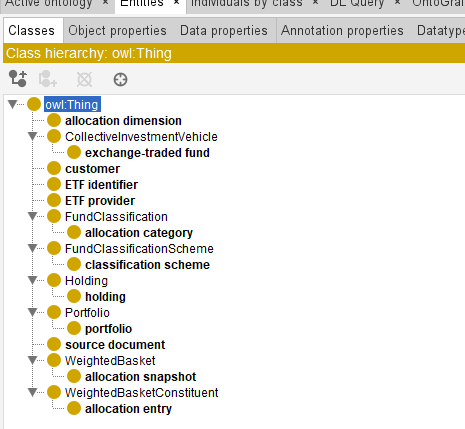 Active ontology × Entities × Individuals by class × DL Query × OntoGraf
Classes Object properties Data properties Annotation properties Datatype
Class hierarchy: owl:Thing
owl:Thing
allocation dimension
CollectiveInvestmentVehicle
exchange-traded fund
customer
ETF identifier
ETF provider
FundClassification
allocation category
FundClassificationScheme
classification scheme
Holding
holding
Portfolio
portfolio
source document
WeightedBasket
allocation snapshot
WeightedBasketConstituent
allocation entry